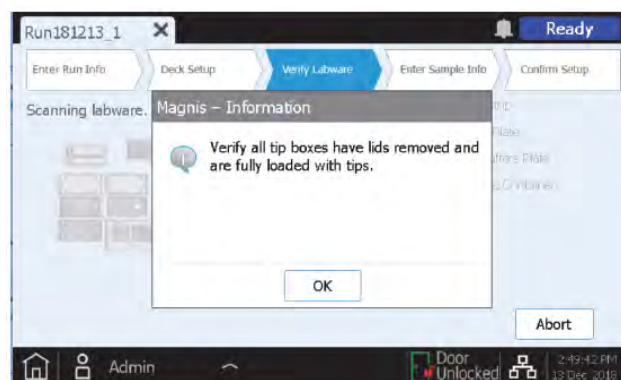 Run181213_1
Ready
Enter Run Info
Deck Setup
Verify Labware
Enter Sample Info
Confirm Setup
Scanning labware.
Magnis – Information
Verify all tip boxes have lids removed and
are fully loaded with tips.
Plate
OK
Abort
Admin
Door
Unlocked
2:49:42 PM
13 Dec 2018